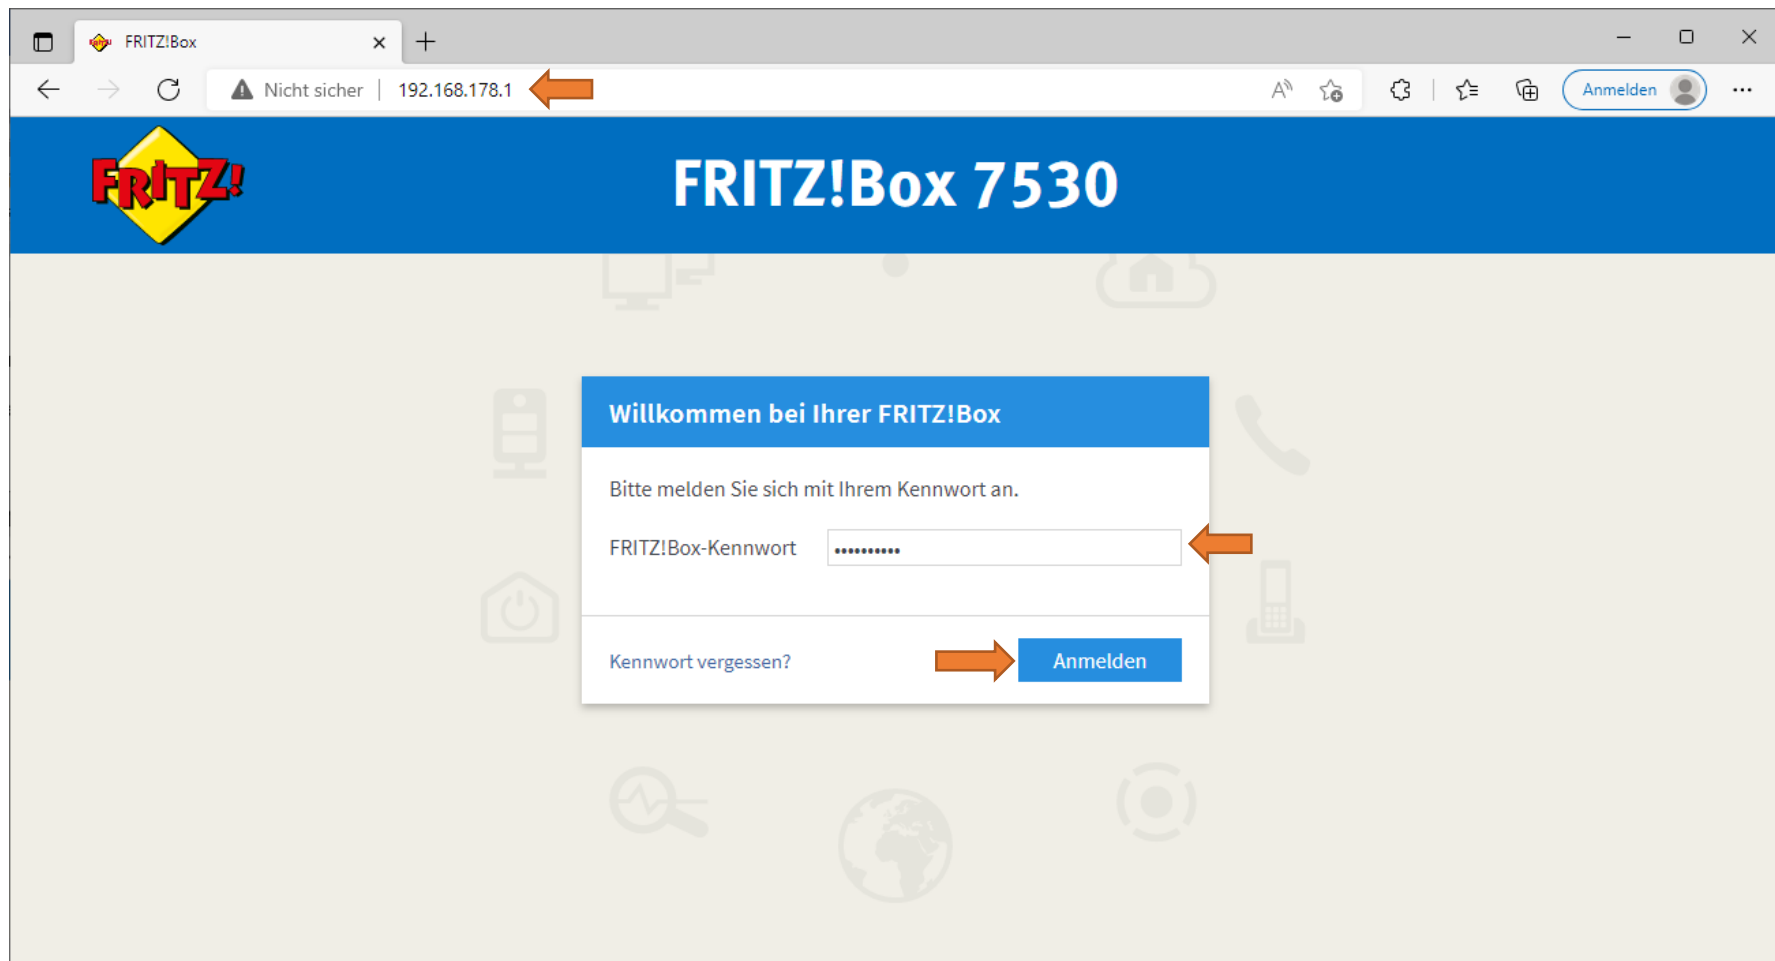 FRITZ!Box
Nicht sicher 192.168.178.1
Anmelden
FRITZ!
FRITZ!Box 7530
Willkommen bei Ihrer FRITZ!Box
Bitte melden Sie sich mit Ihrem Kennwort an.
FRITZ!Box-Kennwort ••••••••••
Kennwort vergessen?
Anmelden